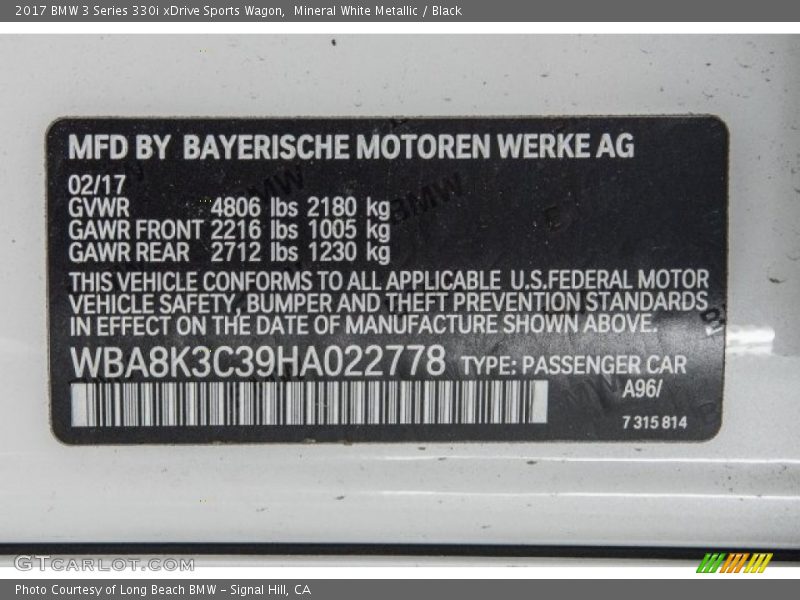 2017 BMW 3 Series 330i xDrive Sports Wagon,  Mineral White Metallic / Black
MFD BY BAYERISCHE MOTOREN WERKE AG
02/17
GVWR 4806 lbs 2180 kg
GAWR FRONT 2216 lbs 1005 kg
GAWR REAR 2712 lbs 1230 kg
THIS VEHICLE CONFORMS TO ALL APPLICABLE U.S.FEDERAL MOTOR
VEHICLE SAFETY, BUMPER AND THEFT PREVENTION STANDARDS
IN EFFECT ON THE DATE OF MANUFACTURE SHOWN ABOVE.
WBA8K3C39HA022778 TYPE: PASSENGER CAR
A96/
7 315 814
GTCARLOT.COM
Photo Courtesy of Long Beach BMW - Signal Hill, CA